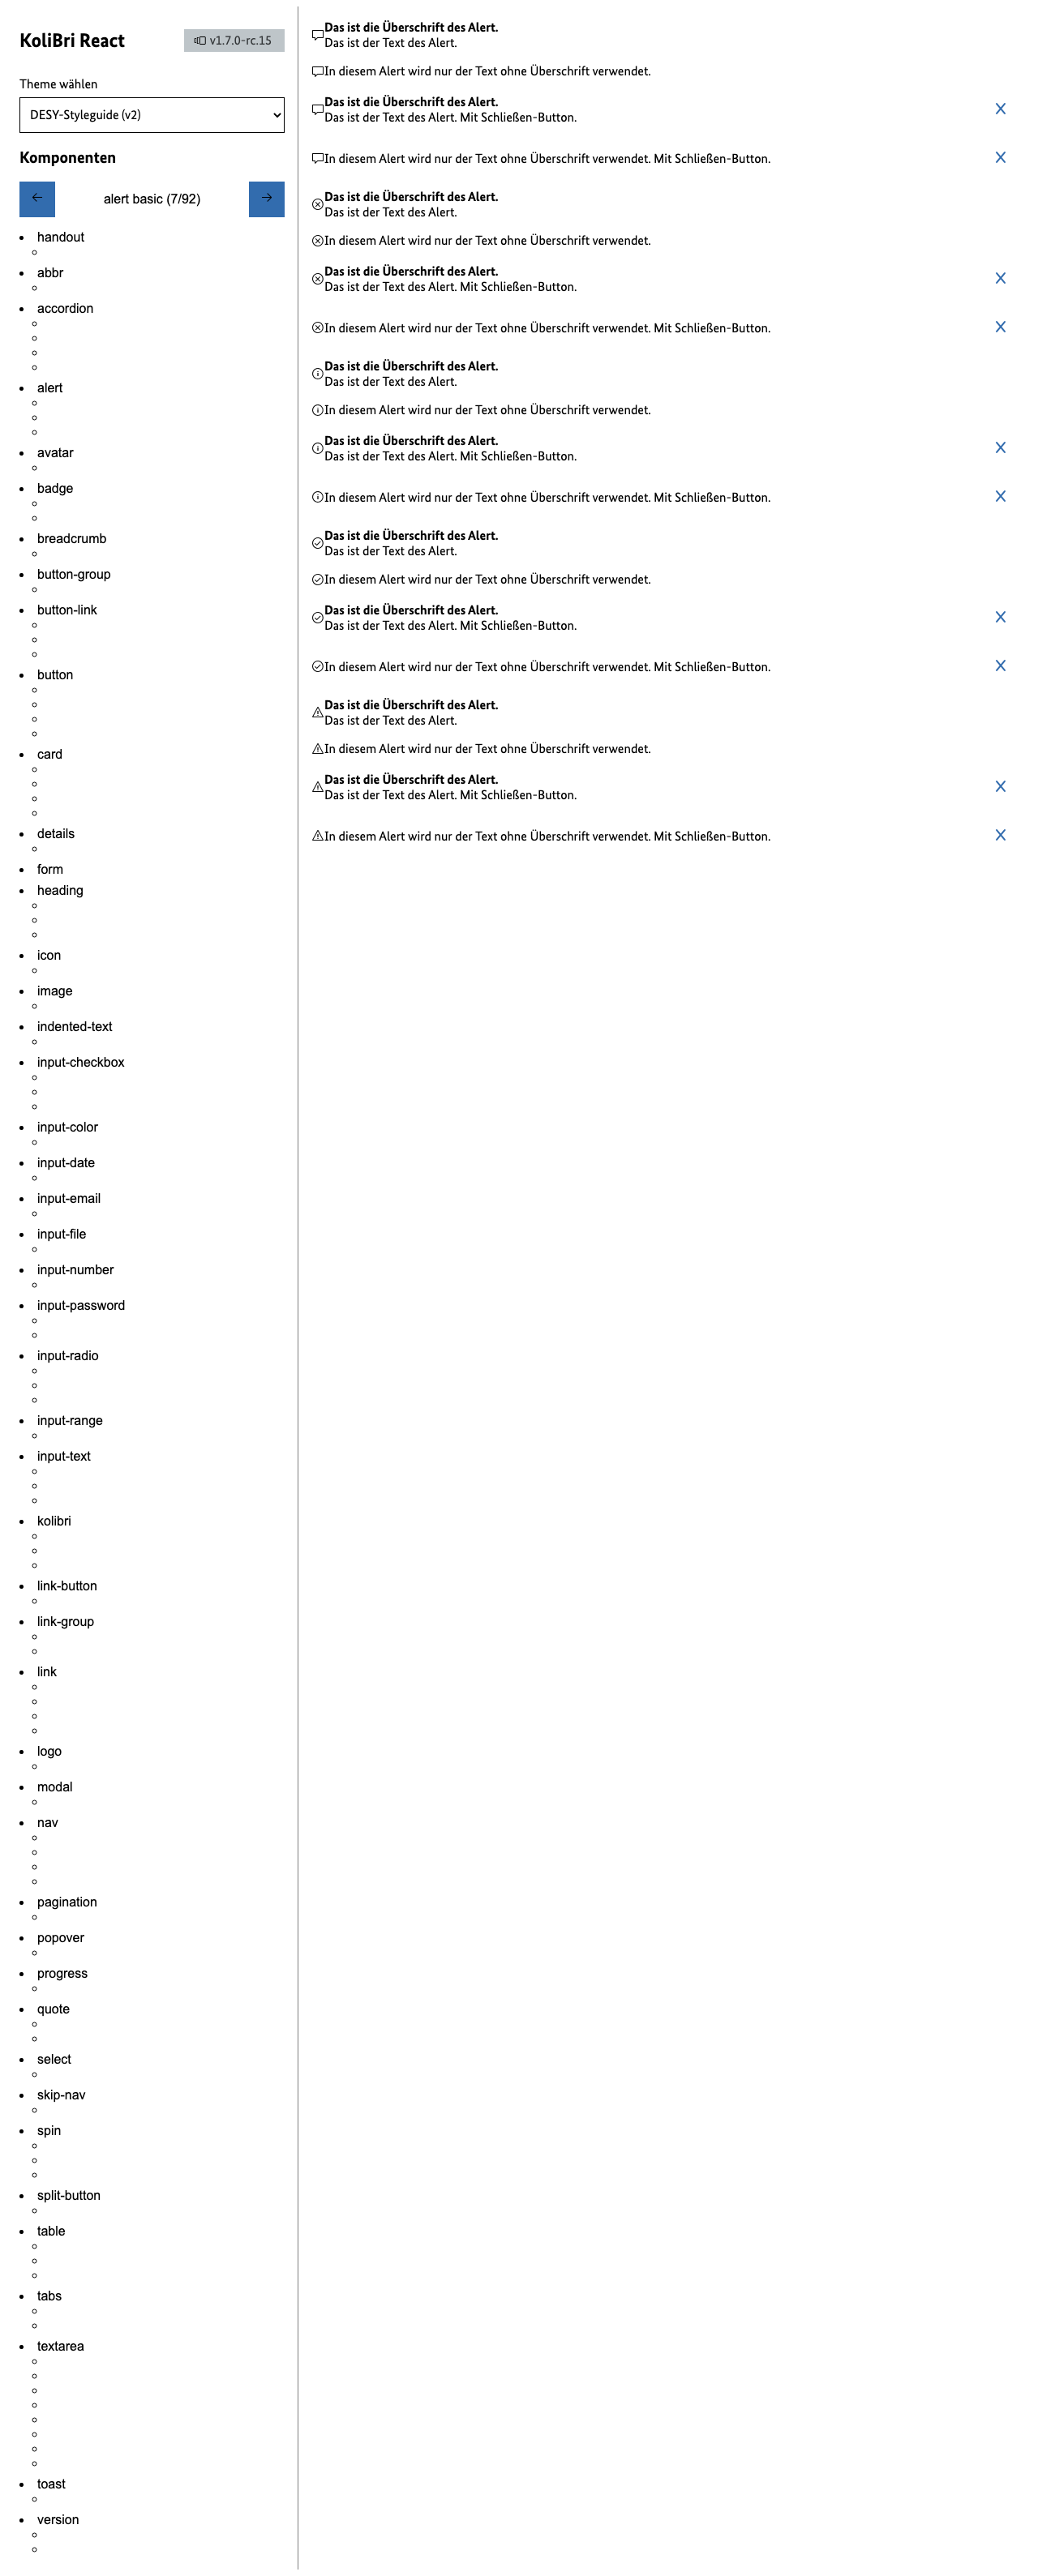 KoliBri React
v1.7.0-rc.15
Theme wählen
DESY-Styleguide (v2)
Komponenten
alert basic (7/92)
handout
abbr
accordion
alert
avatar
badge
breadcrumb
button-group
button-link
button
card
details
form
heading
icon
image
indented-text
input-checkbox
input-color
input-date
input-email
input-file
input-number
input-password
input-radio
input-range
input-text
kolibri
link-button
link-group
link
logo
modal
nav
pagination
popover
progress
quote
select
skip-nav
spin
split-button
table
tabs
textarea
toast
version
Das ist die Überschrift des Alert.
Das ist der Text des Alert.
In diesem Alert wird nur der Text ohne Überschrift verwendet.
Das ist die Überschrift des Alert.
Das ist der Text des Alert. Mit Schließen-Button.
In diesem Alert wird nur der Text ohne Überschrift verwendet. Mit Schließen-Button.
Das ist die Überschrift des Alert.
Das ist der Text des Alert.
In diesem Alert wird nur der Text ohne Überschrift verwendet.
Das ist die Überschrift des Alert.
Das ist der Text des Alert. Mit Schließen-Button.
In diesem Alert wird nur der Text ohne Überschrift verwendet. Mit Schließen-Button.
Das ist die Überschrift des Alert.
Das ist der Text des Alert.
In diesem Alert wird nur der Text ohne Überschrift verwendet.
Das ist die Überschrift des Alert.
Das ist der Text des Alert. Mit Schließen-Button.
In diesem Alert wird nur der Text ohne Überschrift verwendet. Mit Schließen-Button.
Das ist die Überschrift des Alert.
Das ist der Text des Alert.
In diesem Alert wird nur der Text ohne Überschrift verwendet.
Das ist die Überschrift des Alert.
Das ist der Text des Alert. Mit Schließen-Button.
In diesem Alert wird nur der Text ohne Überschrift verwendet. Mit Schließen-Button.
Das ist die Überschrift des Alert.
Das ist der Text des Alert.
In diesem Alert wird nur der Text ohne Überschrift verwendet.
Das ist die Überschrift des Alert.
Das ist der Text des Alert. Mit Schließen-Button.
In diesem Alert wird nur der Text ohne Überschrift verwendet. Mit Schließen-Button.